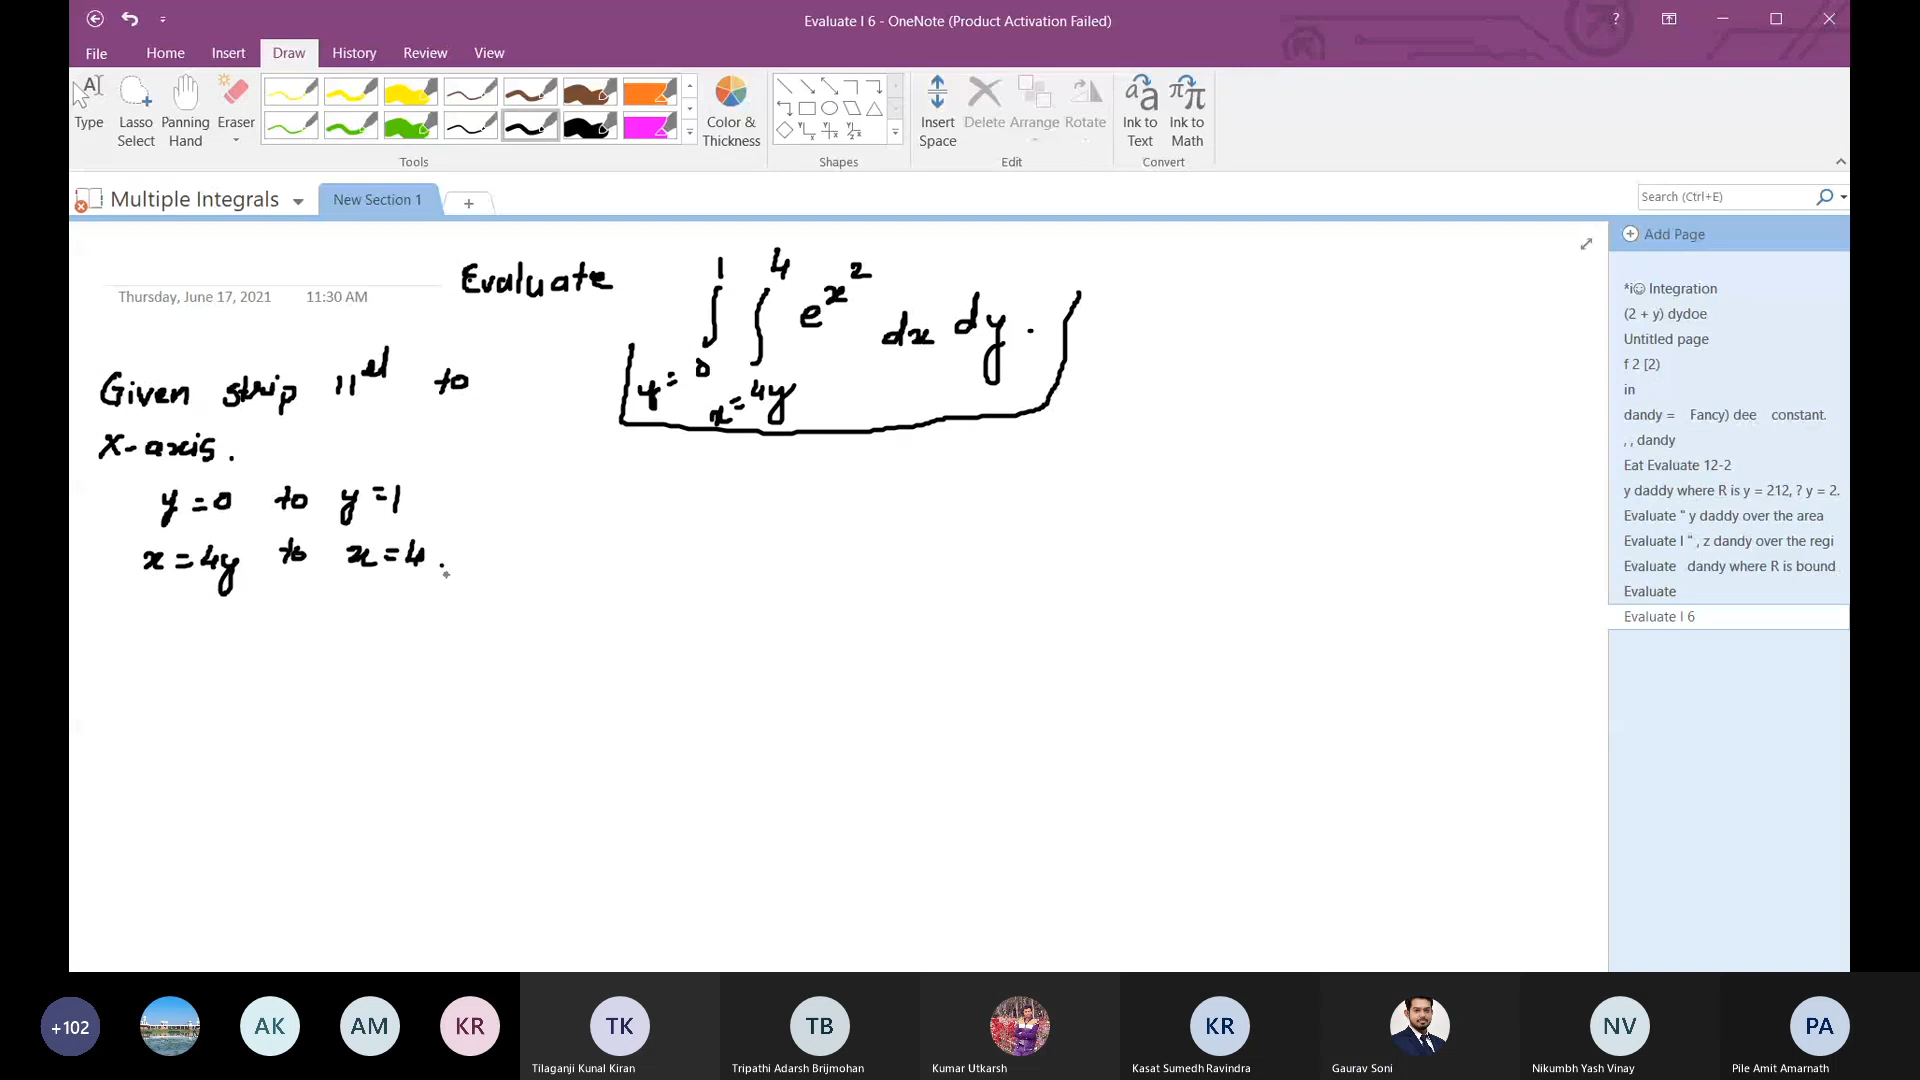 Evaluate I 6 - OneNote (Product Activation Failed)
?
File Home Insert Draw History Review View
Type
Lasso Select
Panning Hand
Eraser
Color & Thickness
Insert Space
Delete
Arrange
Rotate
Ink to Text
Ink to Math
Tools
Shapes
Edit
Convert
Multiple Integrals
New Section 1
+
Search (Ctrl+E)
Add Page
Thursday, June 17, 2021 11:30 AM
Evaluate ∫ y=0 1 ∫ x=4y 4 e^x^2 dx dy .
Given strip 11el to
X-axis .
y = 0 to y = 1
x = 4y to x = 4 .
*i☺ Integration
(2 + y) dydoe
Untitled page
f 2 [2)
in
dandy = Fancy) dee constant.
, , dandy
Eat Evaluate 12-2
y daddy where R is y = 212, ? y = 2.
Evaluate " y daddy over the area
Evaluate I " , z dandy over the regi
Evaluate dandy where R is bound
Evaluate
Evaluate I 6
+102
AK
AM
KR
TK
TB
KR
NV
PA
Tilaganji Kunal Kiran
Tripathi Adarsh Brijmohan
Kumar Utkarsh
Kasat Sumedh Ravindra
Gaurav Soni
Nikumbh Yash Vinay
Pile Amit Amarnath